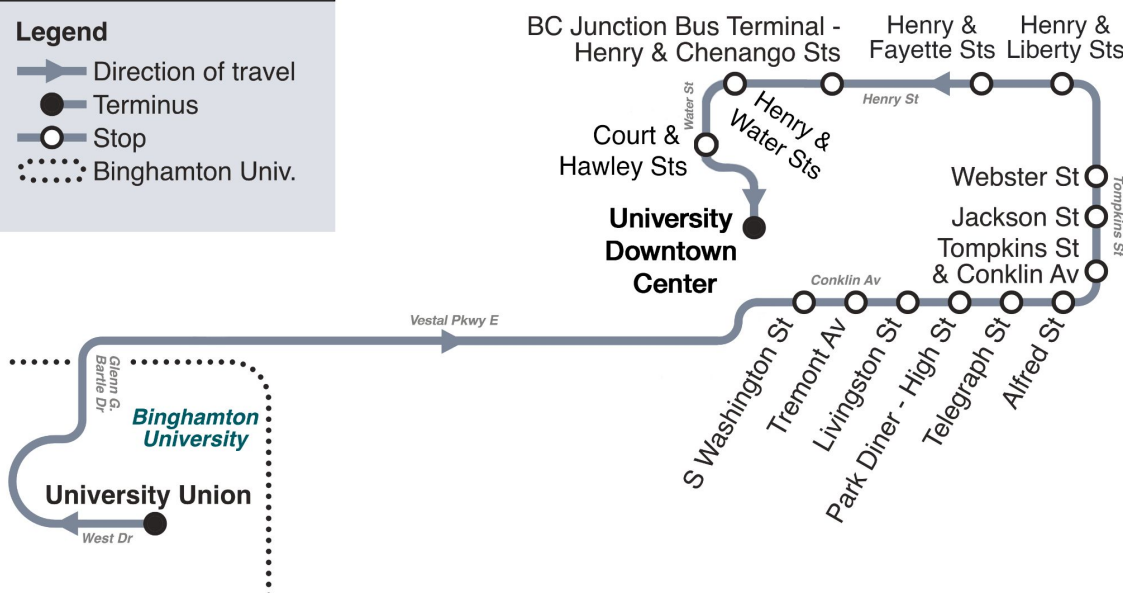 Legend
Direction of travel
Terminus
Stop
Binghamton Univ.
BC Junction Bus Terminal -
Henry & Chenango Sts
Henry &
Fayette Sts
Henry &
Liberty Sts
Water St
Henry St
Henry &
Water Sts
Court &
Hawley Sts
University
Downtown
Center
Webster St
Jackson St
Tompkins St
& Conklin Av
Tompkins St
Conklin Av
S Washington St
Tremont Av
Livingston St
Park Diner - High St
Telegraph St
Alfred St
Vestal Pkwy E
Glenn G.
Bartle Dr
Binghamton
University
University Union
West Dr